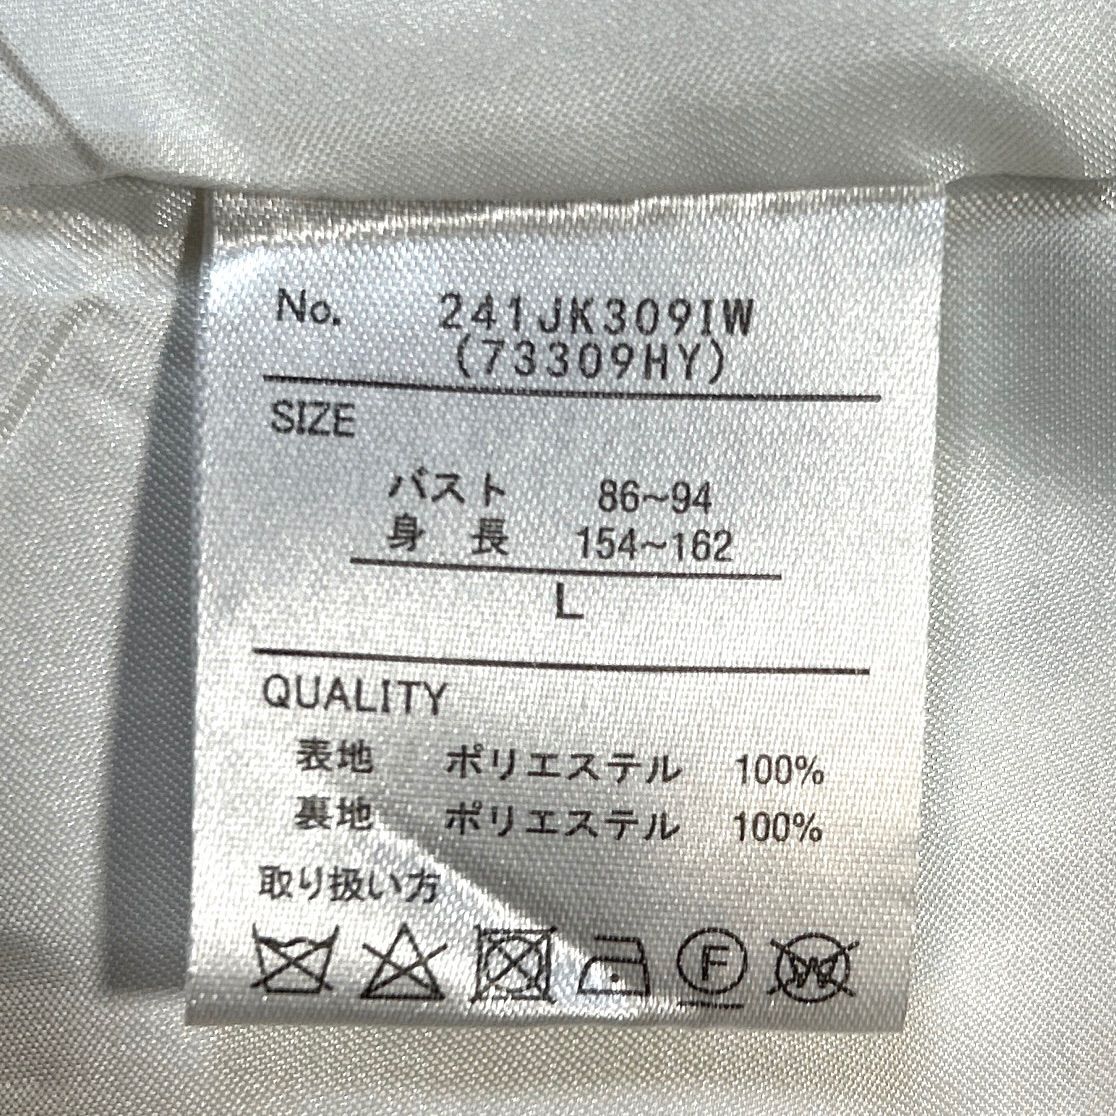 No. 241JK309IW
(73309HY)
SIZE
バスト 86~94
身 長 154~162
L
QUALITY
表地 ポリエステル 100%
裏地 ポリエステル 100%
取り扱い方
F W